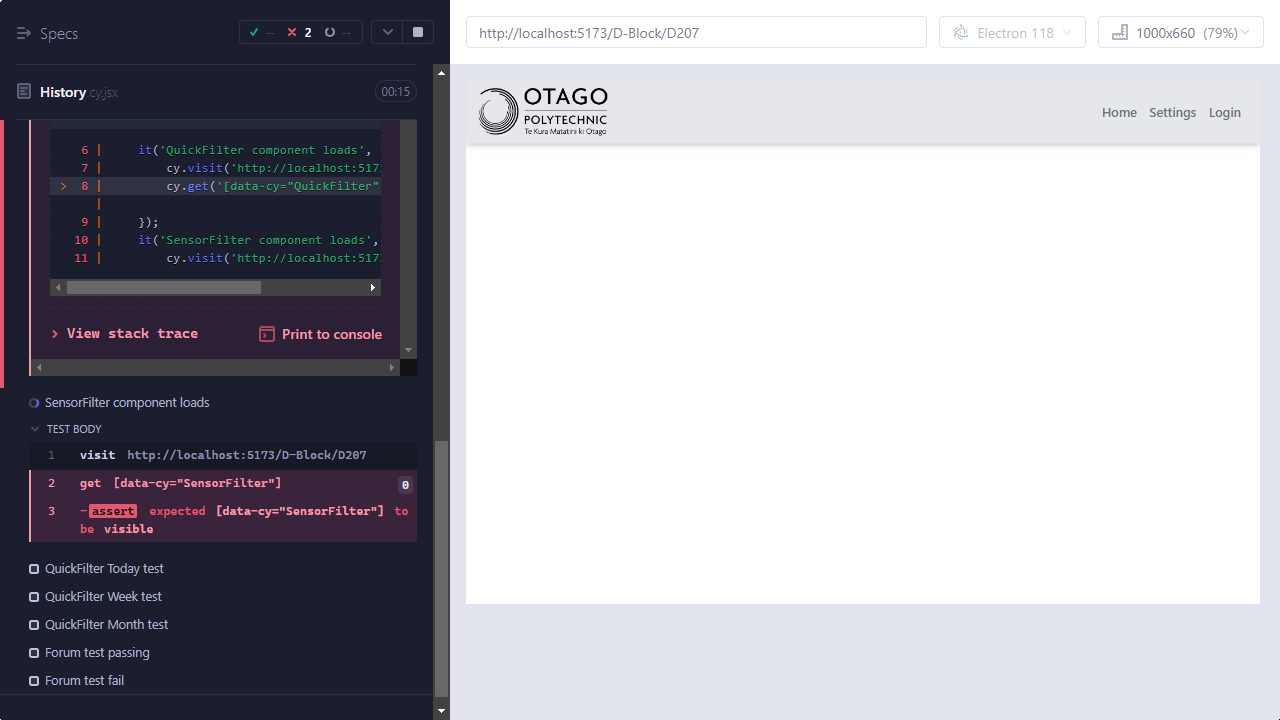 Specs
-- 2 --
http://localhost:5173/D-Block/D207
Electron 118
1000x660 (79%)
History.cy.jsx
00:15
OTAGO
POLYTECHNIC
Te Kura Matatini ki Otago
Home Settings Login
6 | it('QuickFilter component loads',
7 | cy.visit('http://localhost:517
> 8 | cy.get('[data-cy="QuickFilter"
|
9 | });
10 | it('SensorFilter component loads',
11 | cy.visit('http://localhost:517
> View stack trace
Print to console
SensorFilter component loads
TEST BODY
1 visit http://localhost:5173/D-Block/D207
2 get [data-cy="SensorFilter"] 0
3 -assert expected [data-cy="SensorFilter"] to
be visible
QuickFilter Today test
QuickFilter Week test
QuickFilter Month test
Forum test passing
Forum test fail